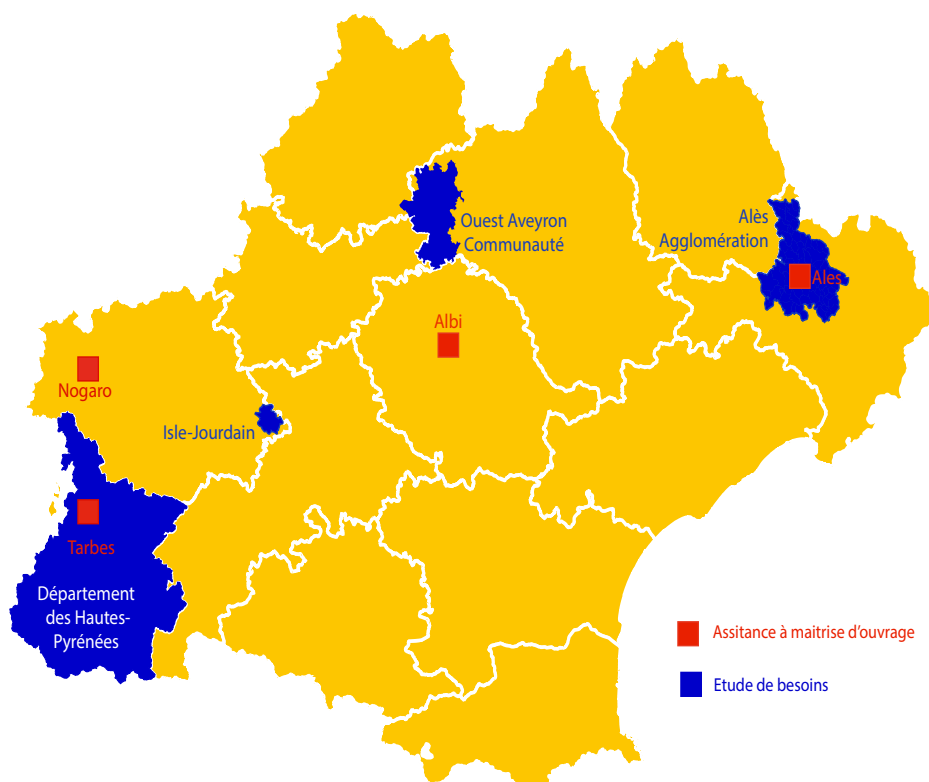 Ouest Aveyron
Communauté
Alès
Agglomération
Ales
Albi
Nogaro
Isle-Jourdain
Tarbes
Département
des Hautes-
Pyrénées
Assitance à maitrise d'ouvrage
Etude de besoins